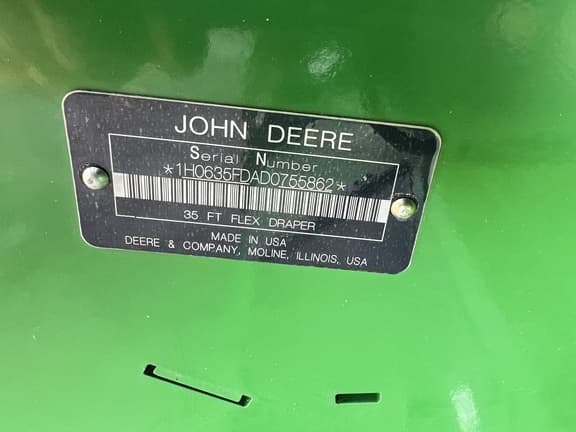 JOHN DEERE
Serial Number
*1H0635FDAD0755862*
35 FT FLEX DRAPER
MADE IN USA
DEERE & COMPANY, MOLINE, ILLINOIS, USA